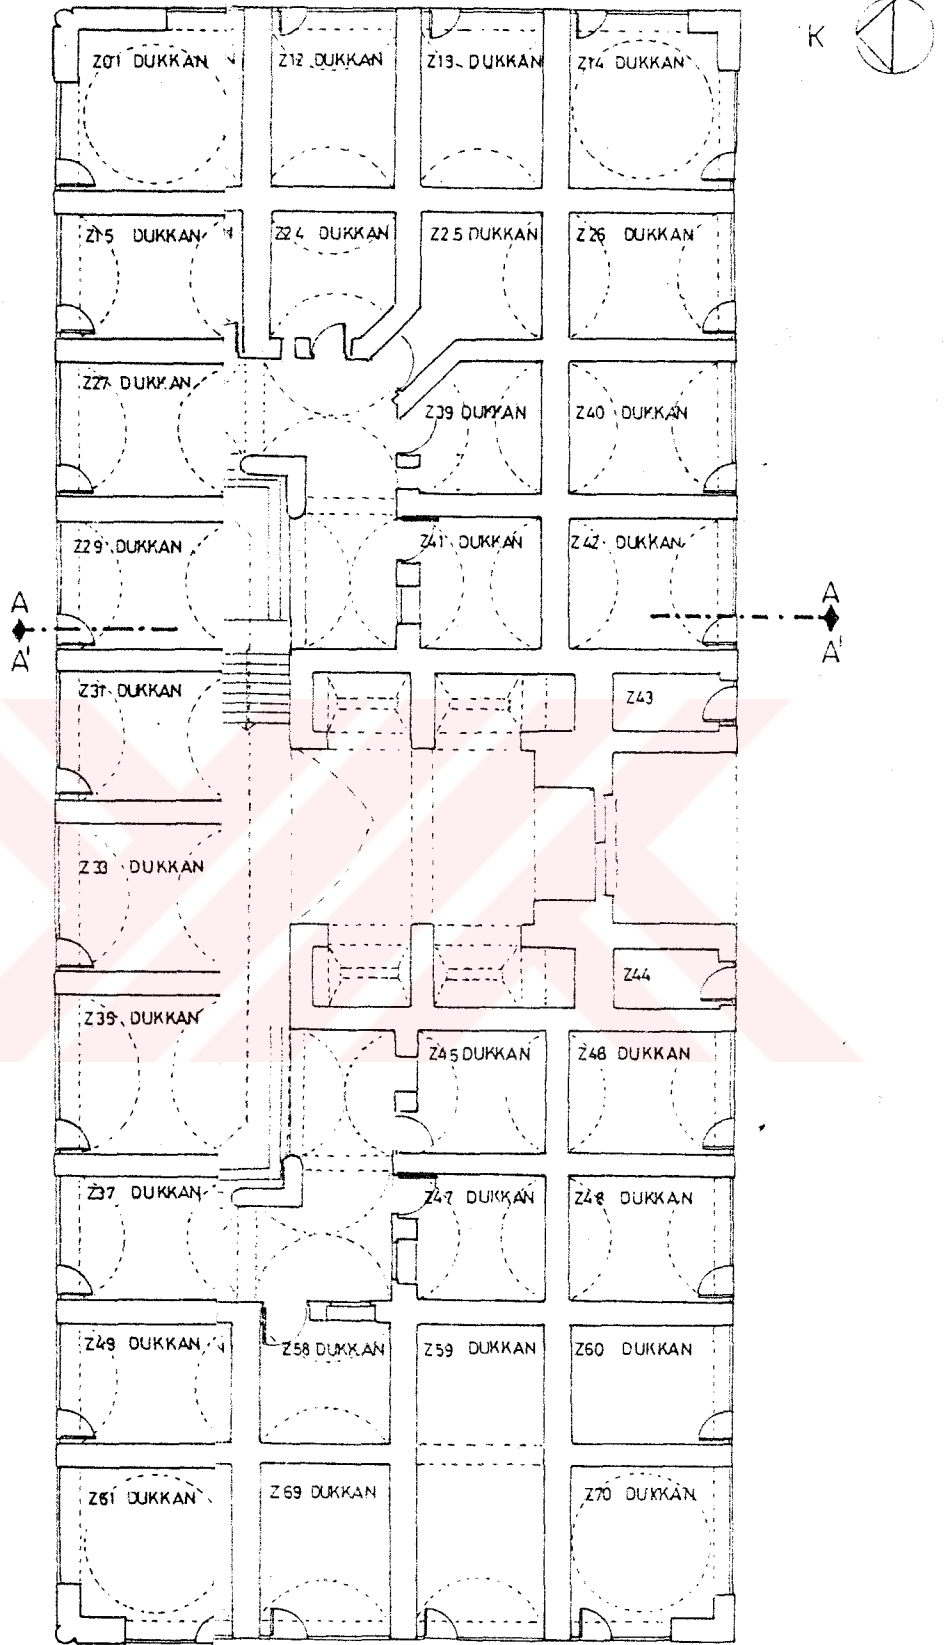 K
Z01 DUKKAN
Z12 DUKKAN
Z13 DUKKAN
Z14 DUKKAN
Z15 DUKKAN
Z24 DUKKAN
Z25 DUKKAN
Z26 DUKKAN
Z27 DUKKAN
Z39 DUKKAN
Z40 DUKKAN
Z29 DUKKAN
Z41 DUKKAN
Z42 DUKKAN
A
A
A'
A'
Z31 DUKKAN
Z43
Z33 DUKKAN
Z44
Z35 DUKKAN
Z45 DUKKAN
Z46 DUKKAN
Z37 DUKKAN
Z47 DUKKAN
Z48 DUKKAN
Z49 DUKKAN
Z58 DUKKAN
Z59 DUKKAN
Z60 DUKKAN
Z61 DUKKAN
Z69 DUKKAN
Z70 DUKKAN